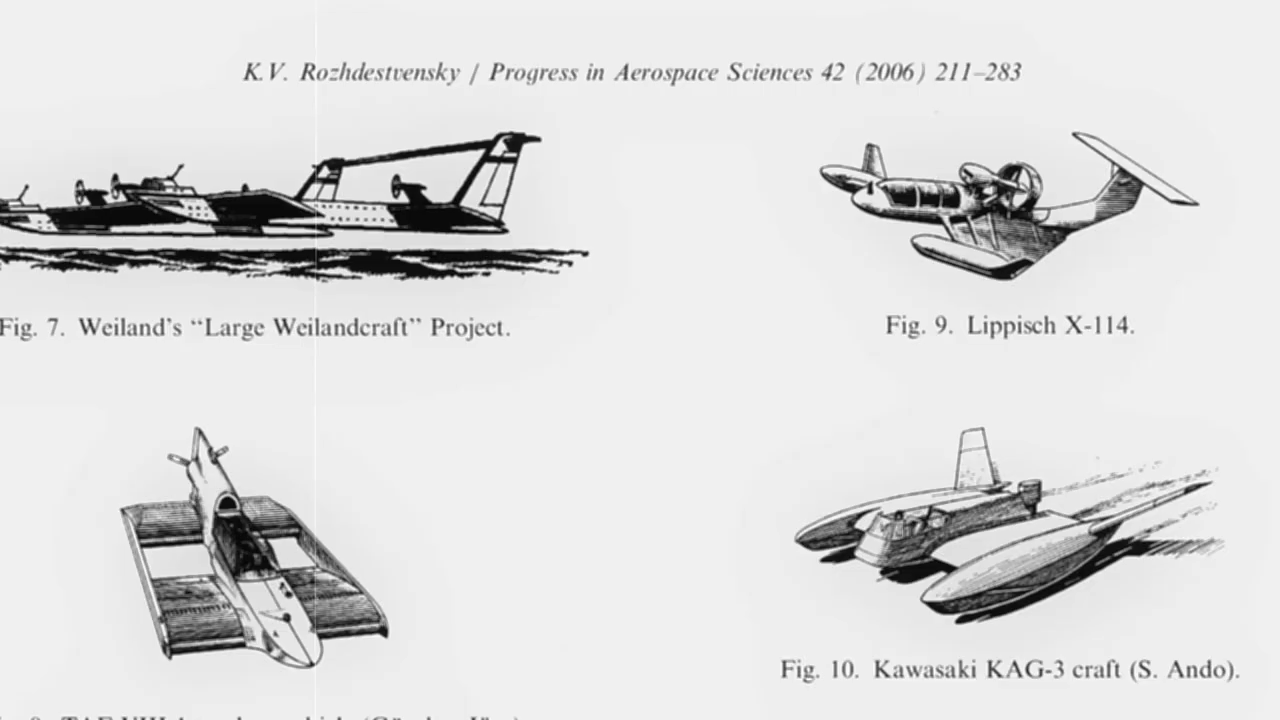 K.V. Rozhdestvensky / Progress in Aerospace Sciences 42 (2006) 211–283
Fig. 7. Weiland's “Large Weilandcraft” Project.
Fig. 9. Lippisch X-114.
Fig. 10. Kawasaki KAG-3 craft (S. Ando).